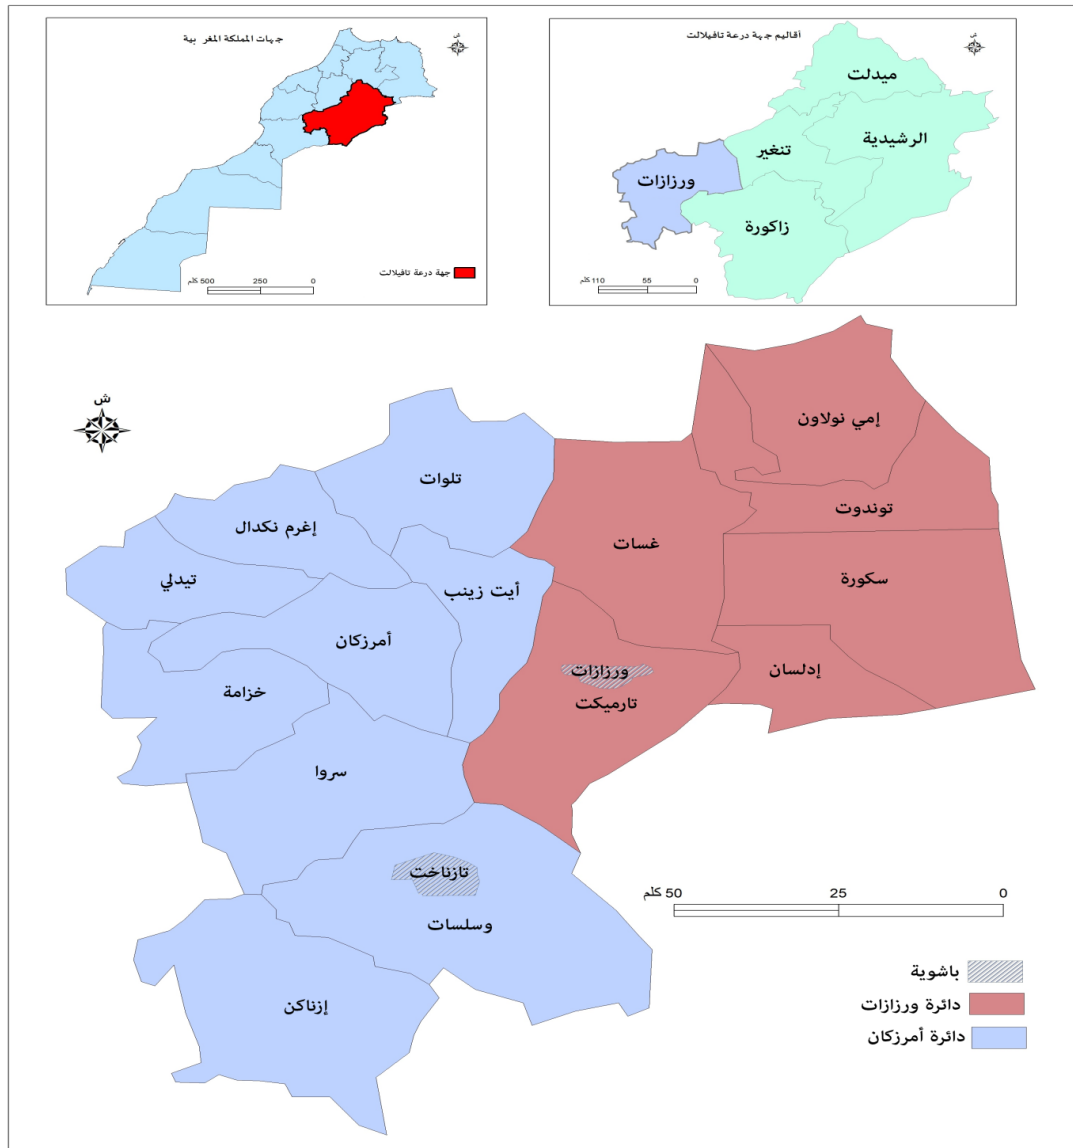 جهات المملكة المغربية
جهة درعة تافيلالت
500 كلم
250
0
أقاليم جهة درعة تافيلالت
ميدلت
الرشيدية
تنغير
ورزازات
زاكورة
110 كلم
55
0
ش
إمي نولاون
توندوت
سكورة
إدلسان
غسات
ورزازات
تارميكت
تلوات
إغرم نكدال
تيدلي
أيت زينب
أمرزكان
خزامة
سروا
تازناخت
وسلسات
إزناكن
50 كلم
25
0
باشوية
دائرة ورزازات
دائرة أمرزكان